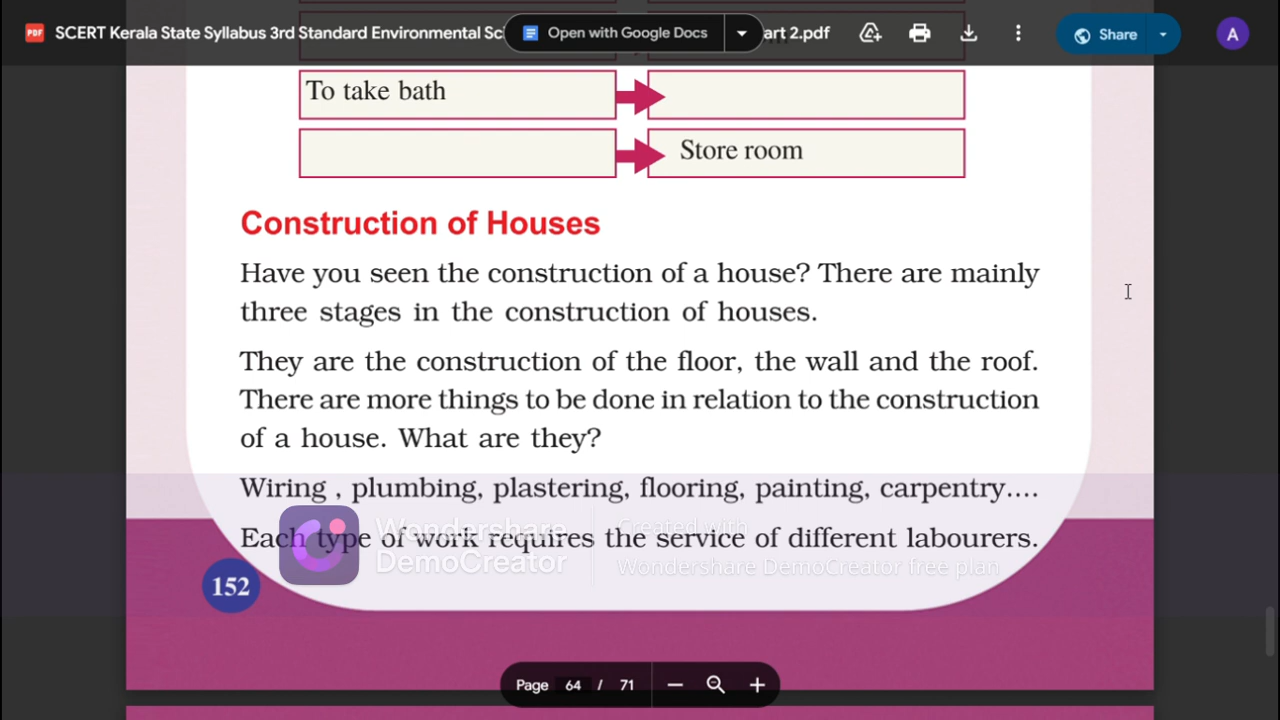 PDF SCERT Kerala State Syllabus 3rd Standard Environmental Sci Open with Google Docs art 2.pdf Share A
To take bath
Store room
Construction of Houses
Have you seen the construction of a house? There are mainly
three stages in the construction of houses.
They are the construction of the floor, the wall and the roof.
There are more things to be done in relation to the construction
of a house. What are they?
Wiring , plumbing, plastering, flooring, painting, carpentry....
Each type of work requires the service of different labourers.
Wondershare
DemoCreator
Created with
Wondershare DemoCreator free plan
152
Page 64 / 71